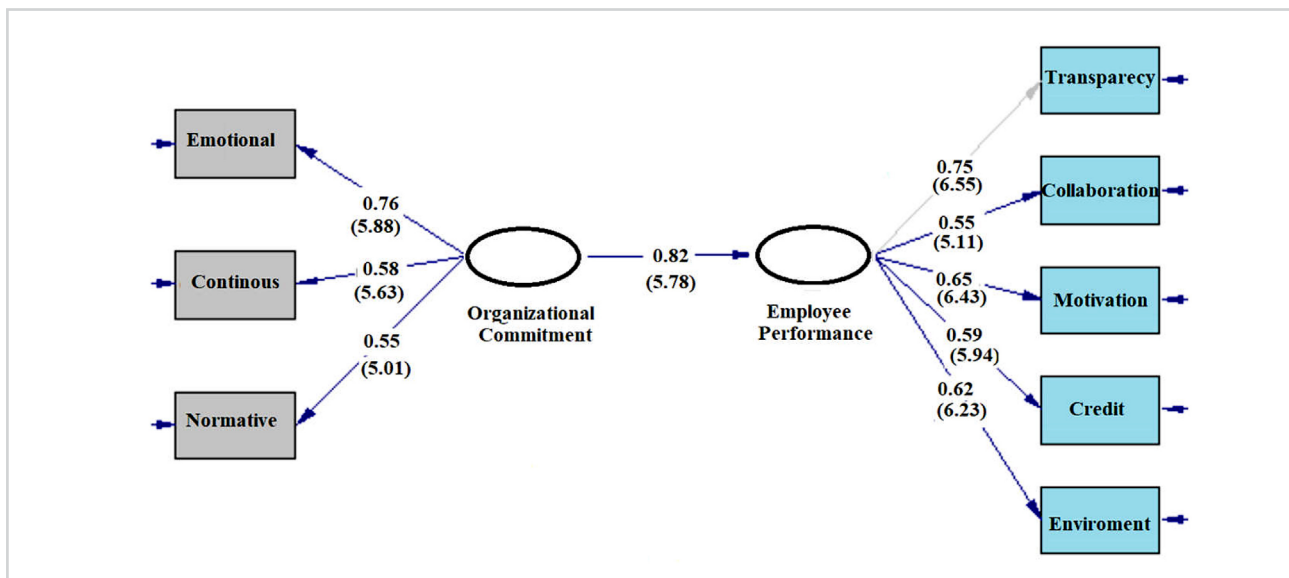 Emotional
0.76
(5.88)
Continous
0.58
(5.63)
Normative
0.55
(5.01)
Organizational
Commitment
0.82
(5.78)
Employee
Performance
Transparecy
0.75
(6.55)
Collaboration
0.55
(5.11)
Motivation
0.65
(6.43)
Credit
0.59
(5.94)
Enviroment
0.62
(6.23)